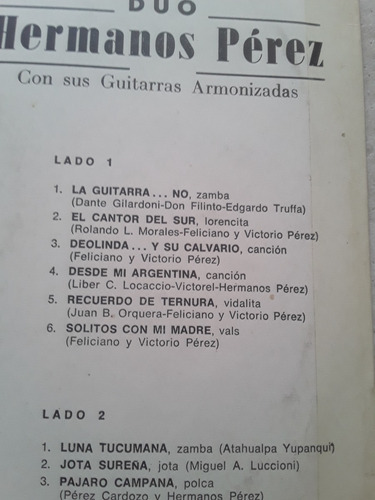 DUO
Hermanos Pérez
Con sus Guitarras Armonizadas
LADO 1
1. LA GUITARRA... NO, zamba
(Dante Gilardoni-Don Filinto-Edgardo Truffa)
2. EL CANTOR DEL SUR, lorencita
(Rolando L. Morales-Feliciano y Victorio Pérez)
3. DEOLINDA... Y SU CALVARIO, canción
(Feliciano y Victorio Pérez)
4. DESDE MI ARGENTINA, canción
(Liber C. Locaccio-Victorel-Hermanos Pérez)
5. RECUERDO DE TERNURA, vidalita
(Juan B. Orquera-Feliciano y Victorio Pérez)
6. SOLITOS CON MI MADRE, vals
(Feliciano y Victorio Pérez)
LADO 2
1. LUNA TUCUMANA, zamba (Atahualpa Yupanqui)
2. JOTA SUREÑA, jota (Miguel A. Luccioni)
3. PAJARO CAMPANA, polca
(Pérez Cardozo y Hermanos Pérez)